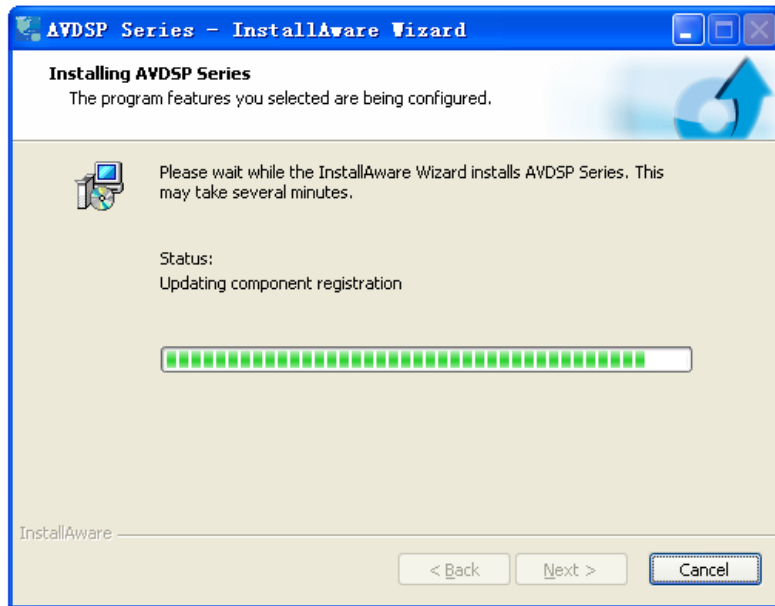 AVDSP Series - InstallAware Wizard
Installing AVDSP Series
The program features you selected are being configured.
Please wait while the InstallAware Wizard installs AVDSP Series. This
may take several minutes.
Status:
Updating component registration
InstallAware
< Back
Next >
Cancel